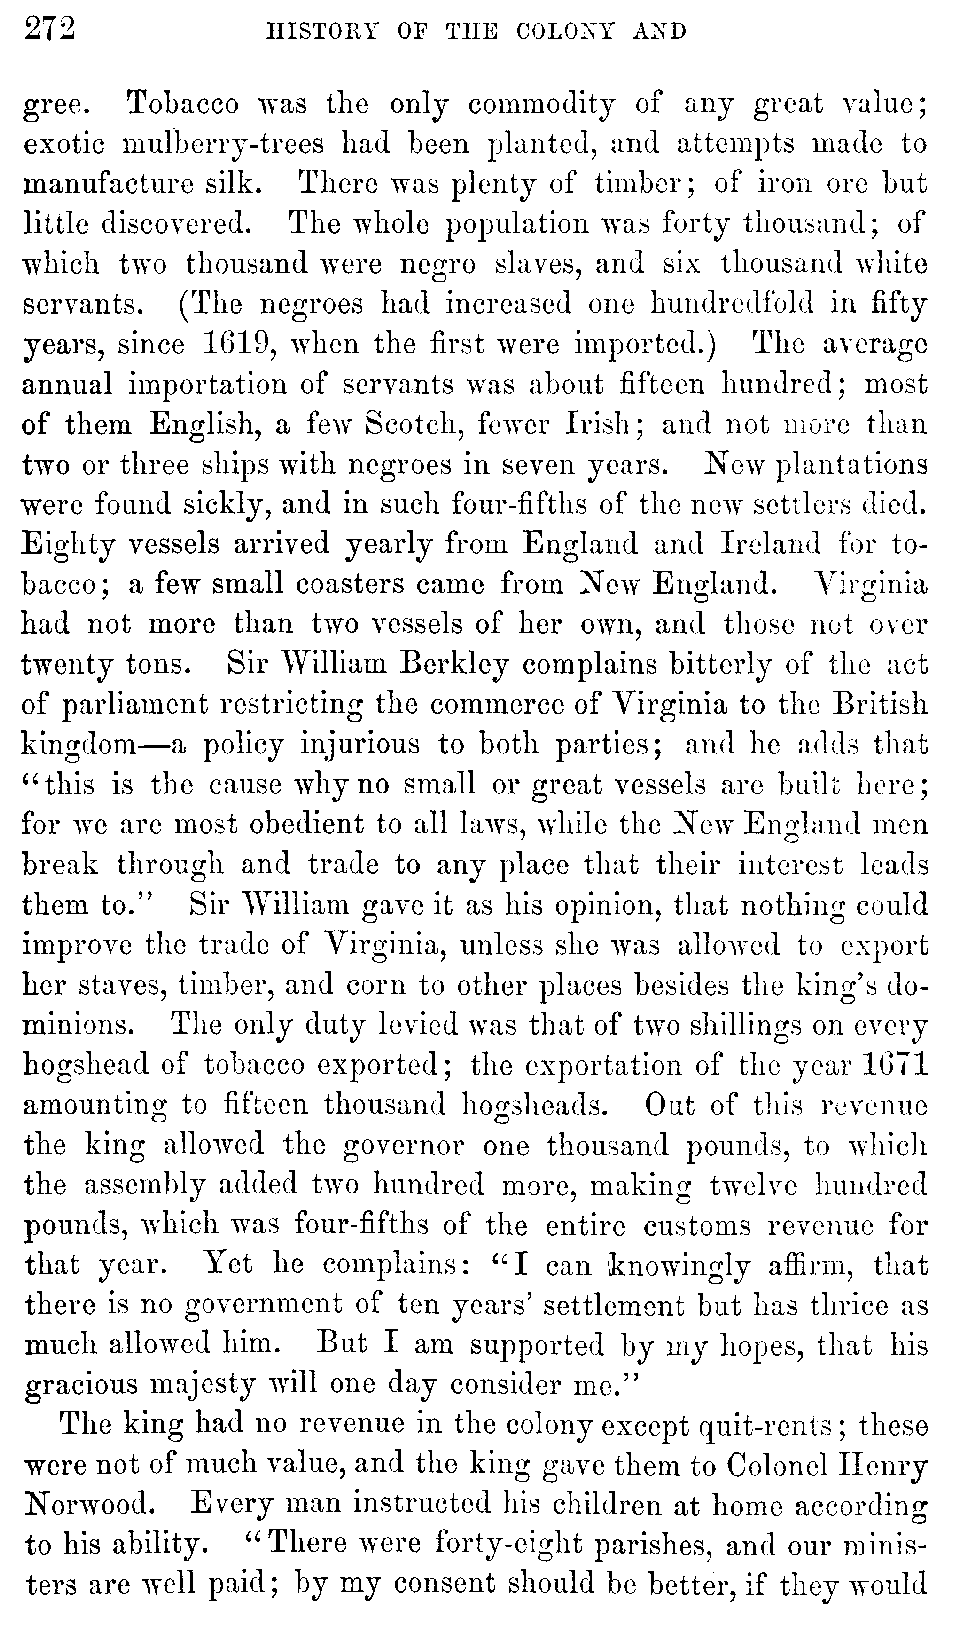 272 HISTORY OF THE COLONY AND
gree. Tobacco was the only commodity of any great value;
exotic mulberry-trees had been planted, and attempts made to
manufacture silk. There was plenty of timber; of iron ore but
little discovered. The whole population was forty thousand; of
which two thousand were negro slaves, and six thousand white
servants. (The negroes had increased one hundredfold in fifty
years, since 1619, when the first were imported.) The average
annual importation of servants was about fifteen hundred; most
of them English, a few Scotch, fewer Irish; and not more than
two or three ships with negroes in seven years. New plantations
were found sickly, and in such four-fifths of the new settlers died.
Eighty vessels arrived yearly from England and Ireland for to-
bacco; a few small coasters came from New England. Virginia
had not more than two vessels of her own, and those not over
twenty tons. Sir William Berkley complains bitterly of the act
of parliament restricting the commerce of Virginia to the British
kingdom—a policy injurious to both parties; and he adds that
"this is the cause why no small or great vessels are built here;
for we are most obedient to all laws, while the New England men
break through and trade to any place that their interest leads
them to." Sir William gave it as his opinion, that nothing could
improve the trade of Virginia, unless she was allowed to export
her staves, timber, and corn to other places besides the king's do-
minions. The only duty levied was that of two shillings on every
hogshead of tobacco exported; the exportation of the year 1671
amounting to fifteen thousand hogsheads. Out of this revenue
the king allowed the governor one thousand pounds, to which
the assembly added two hundred more, making twelve hundred
pounds, which was four-fifths of the entire customs revenue for
that year. Yet he complains: "I can knowingly affirm, that
there is no government of ten years' settlement but has thrice as
much allowed him. But I am supported by my hopes, that his
gracious majesty will one day consider me."
The king had no revenue in the colony except quit-rents; these
were not of much value, and the king gave them to Colonel Henry
Norwood. Every man instructed his children at home according
to his ability. "There were forty-eight parishes, and our minis-
ters are well paid; by my consent should be better, if they would